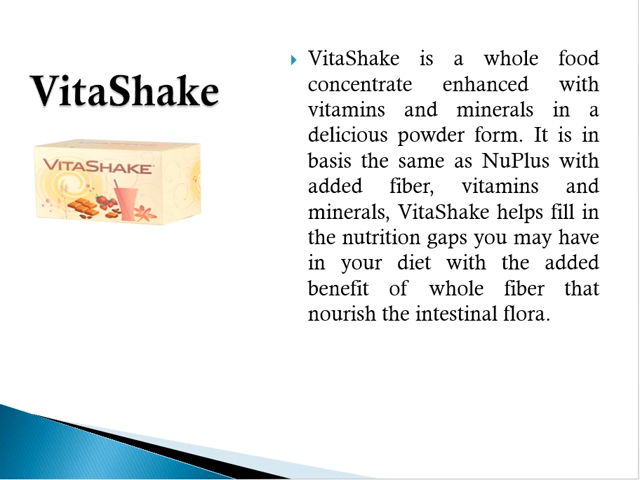 VitaShake
VITASHAKE
VitaShake is a whole food
concentrate enhanced with
vitamins and minerals in a
delicious powder form. It is in
basis the same as NuPlus with
added fiber, vitamins and
minerals, VitaShake helps fill in
the nutrition gaps you may have
in your diet with the added
benefit of whole fiber that
nourish the intestinal flora.